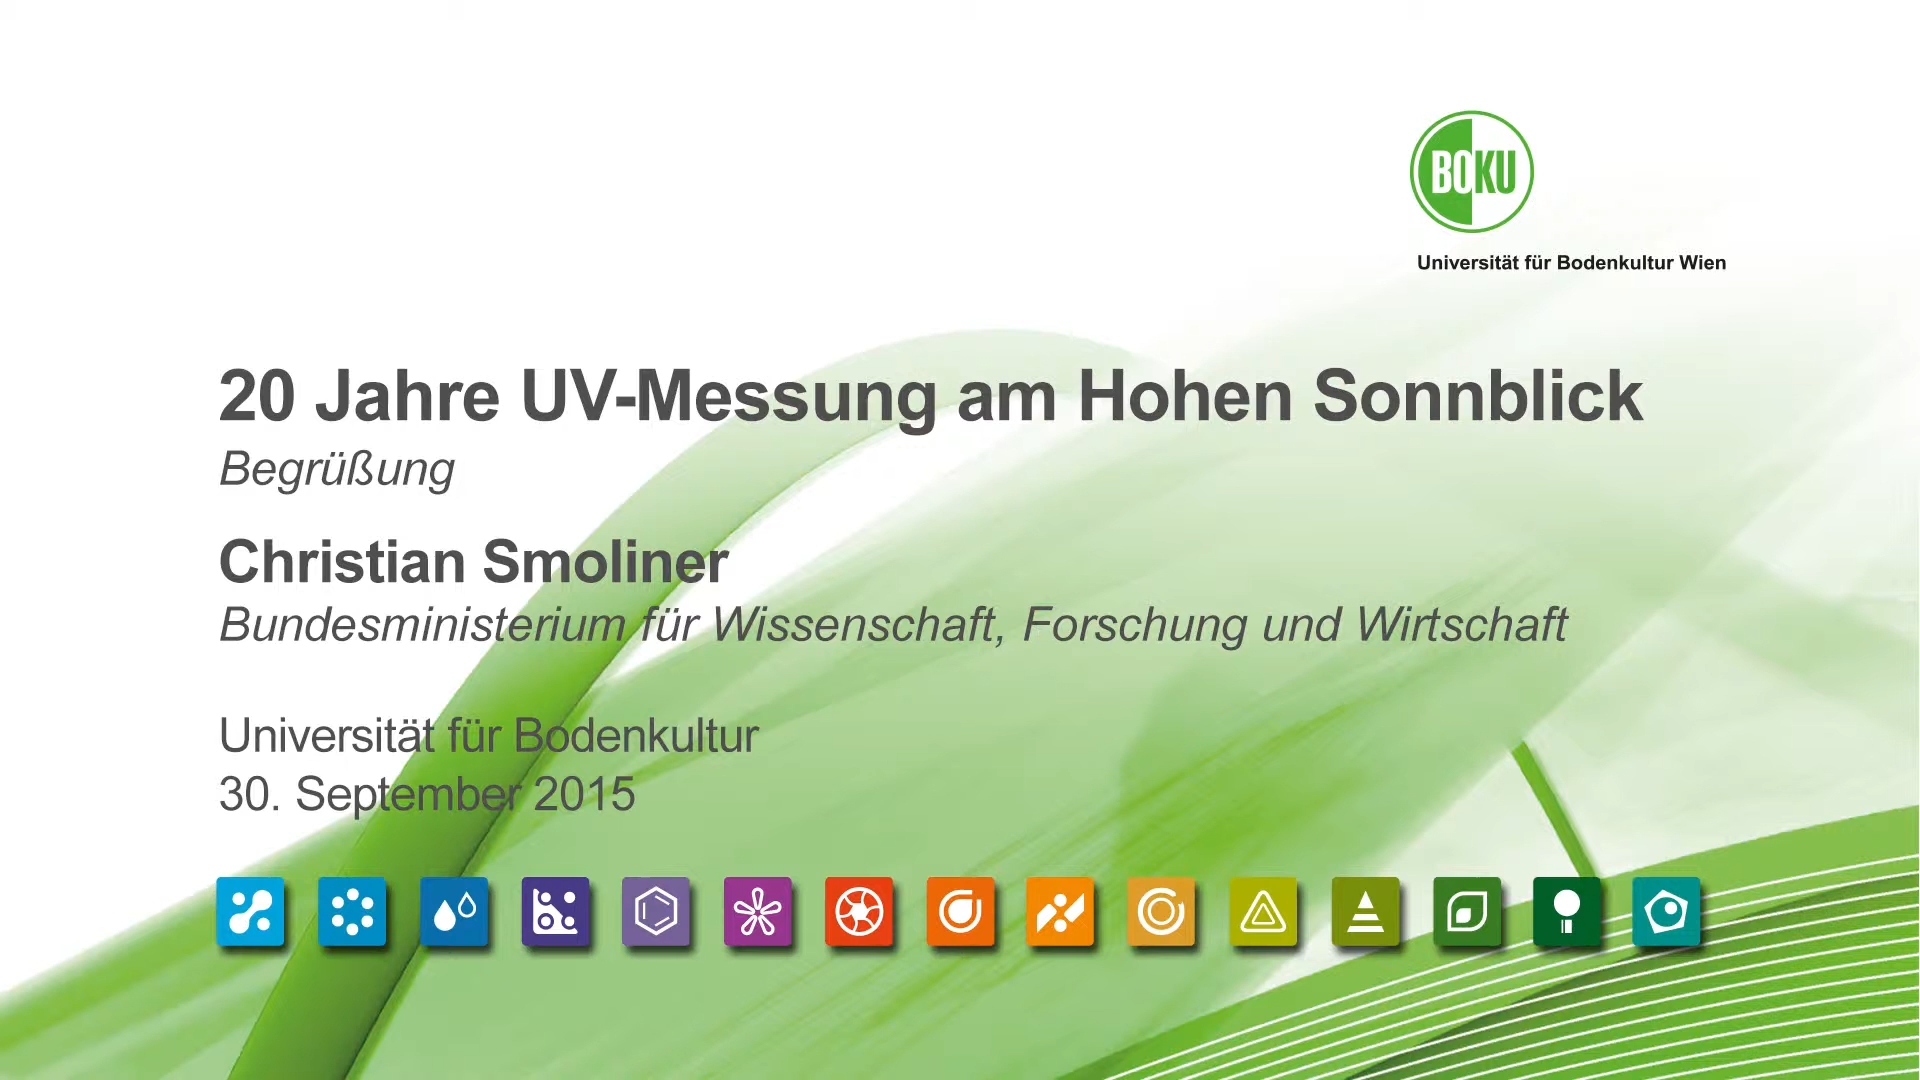 BOKU
Universität für Bodenkultur Wien
20 Jahre UV-Messung am Hohen Sonnblick
Begrüßung
Christian Smoliner
Bundesministerium für Wissenschaft, Forschung und Wirtschaft
Universität für Bodenkultur
30. September 2015